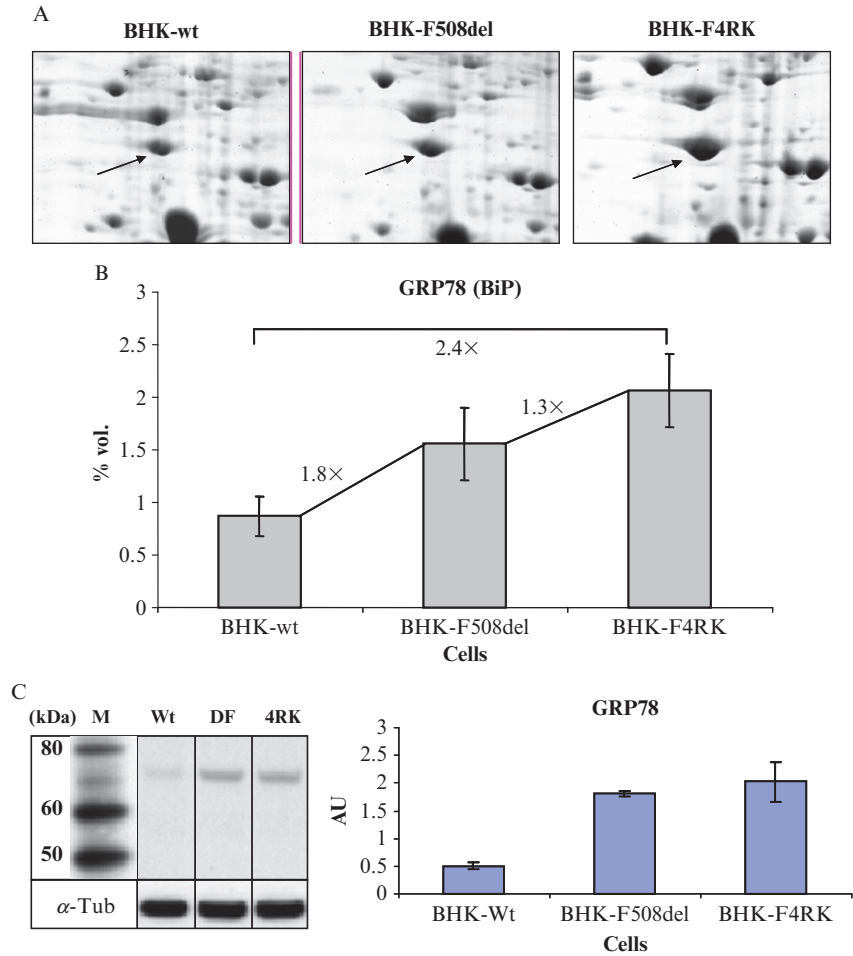 A
BHK-wt BHK-F508del BHK-F4RK
B
GRP78 (BiP)
3
2.5
2
1.5
1
0.5
0
% vol.
2.4×
1.3×
1.8×
BHK-wt BHK-F508del BHK-F4RK
Cells
C
(kDa) M Wt DF 4RK
80
60
50
α-Tub
GRP78
3
2.5
2
1.5
1
0.5
0
AU
BHK-Wt BHK-F508del BHK-F4RK
Cells